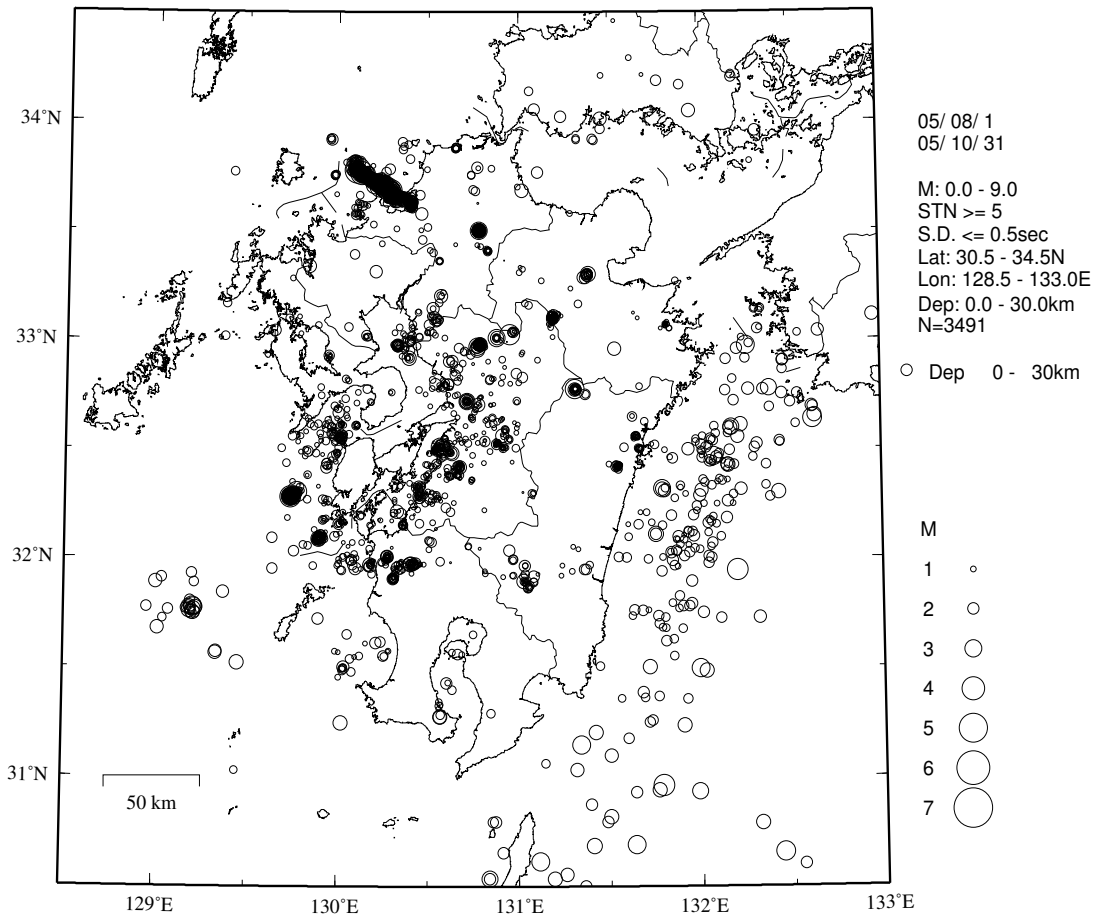 34˚N
33˚N
32˚N
31˚N
129˚E
130˚E
131˚E
132˚E
133˚E
50 km
05/ 08/ 1
05/ 10/ 31
M: 0.0 - 9.0
STN >= 5
S.D. <= 0.5sec
Lat: 30.5 - 34.5N
Lon: 128.5 - 133.0E
Dep: 0.0 - 30.0km
N=3491
Dep 0 - 30km
M
1
2
3
4
5
6
7